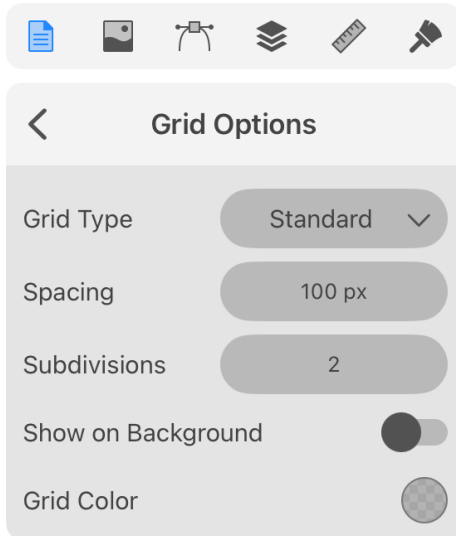 Grid Options
Grid Type Standard
Spacing 100 px
Subdivisions 2
Show on Background
Grid Color